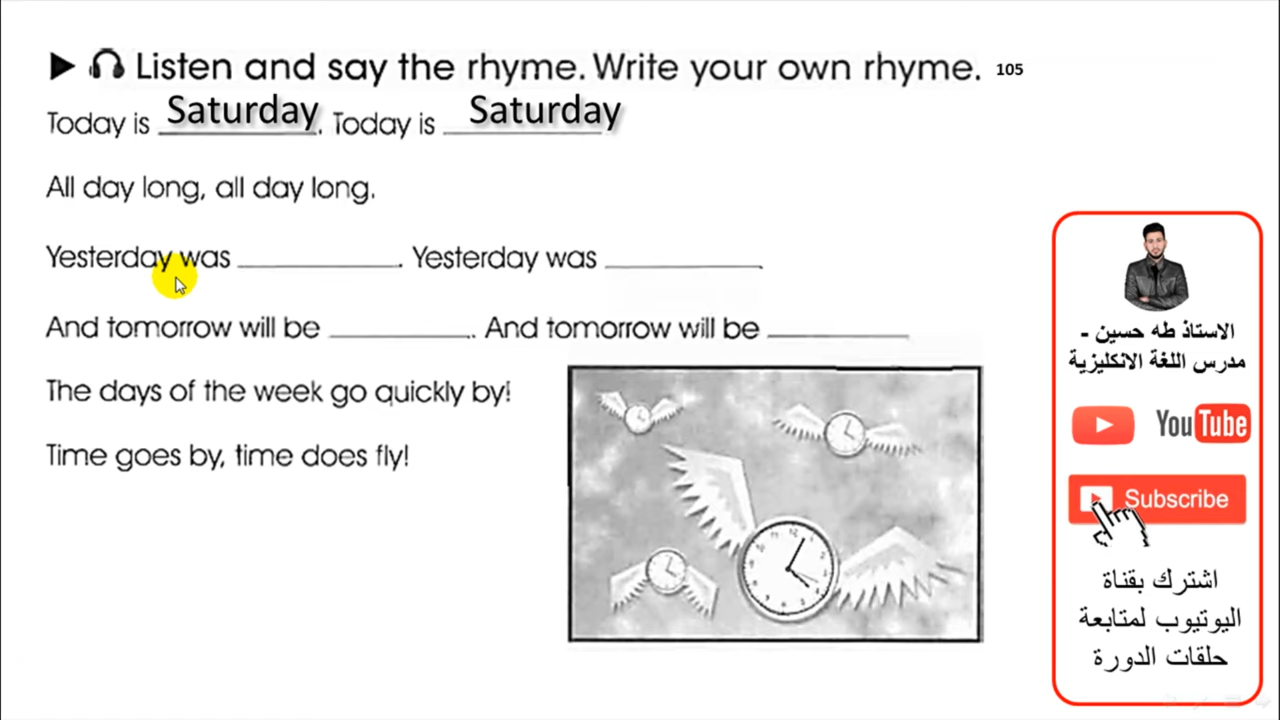 Listen and say the rhyme. Write your own rhyme. 105
Today is Saturday. Today is Saturday
All day long, all day long.
Yesterday was ____________. Yesterday was ____________
And tomorrow will be ____________. And tomorrow will be ____________
The days of the week go quickly by!
Time goes by, time does fly!
الاستاذ طه حسين -
مدرس اللغة الانكليزية
YouTube
Subscribe
اشترك بقناة
اليوتيوب لمتابعة
حلقات الدورة